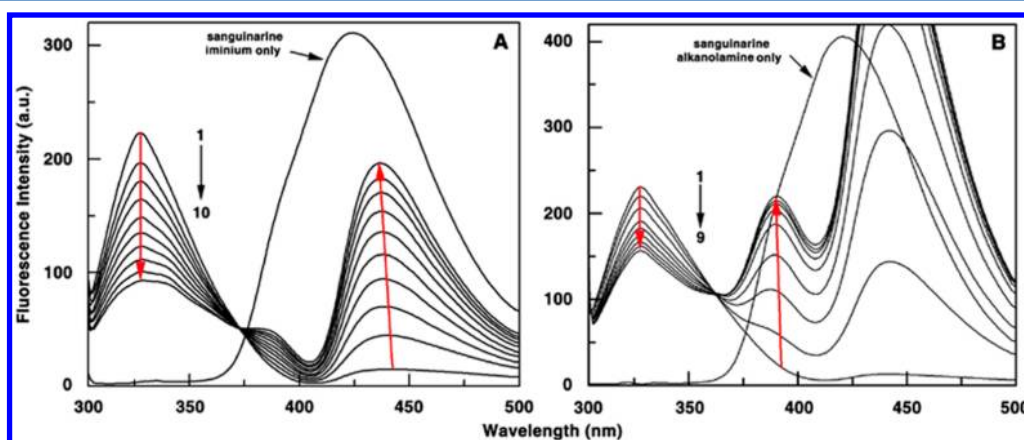 300
200
100
0
300
350
400
450
500
sanguinarine
iminium only
A
1
10
400
300
200
100
0
300
350
400
450
500
sanguinarine
alkanolamine only
B
1
9
Fluorescence Intensity (a.u.)
Wavelength (nm)